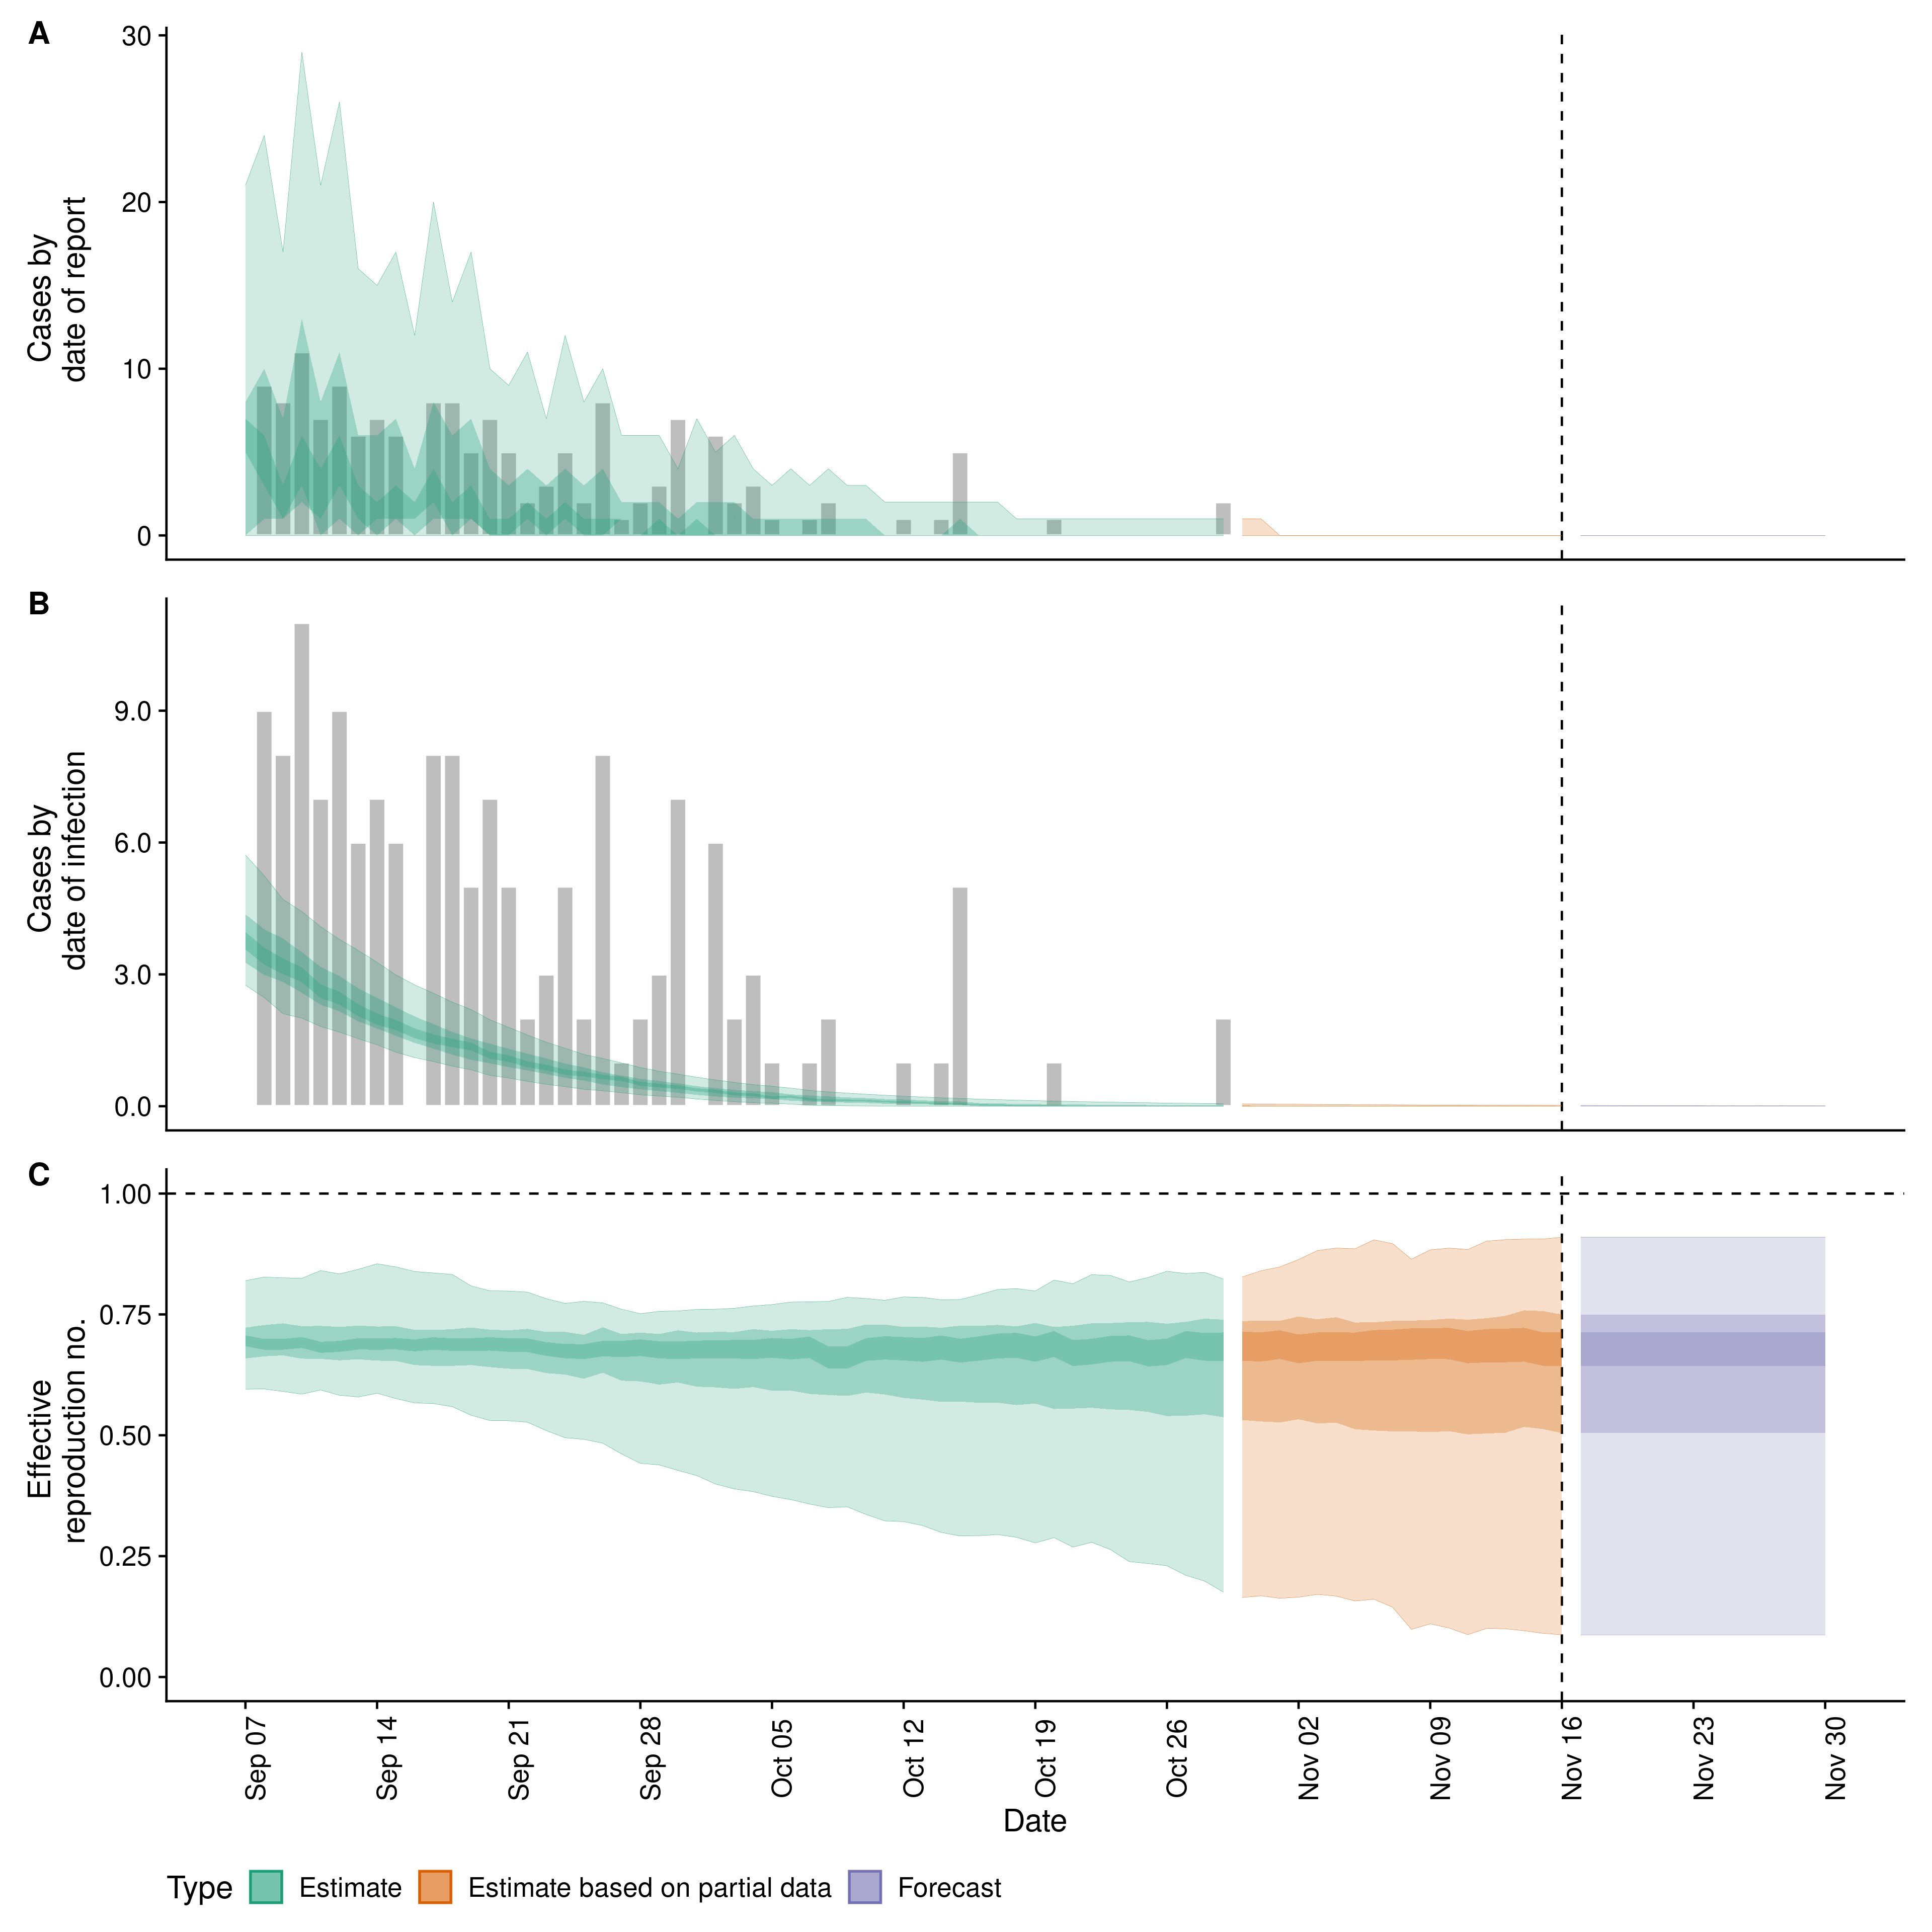 A
Cases by
date of report
30
20
10
0
B
Cases by
date of infection
9.0
6.0
3.0
0.0
C
Effective
reproduction no.
1.00
0.75
0.50
0.25
0.00
Sep 07
Sep 14
Sep 21
Sep 28
Oct 05
Oct 12
Oct 19
Oct 26
Nov 02
Nov 09
Nov 16
Nov 23
Nov 30
Date
Type Estimate Estimate based on partial data Forecast